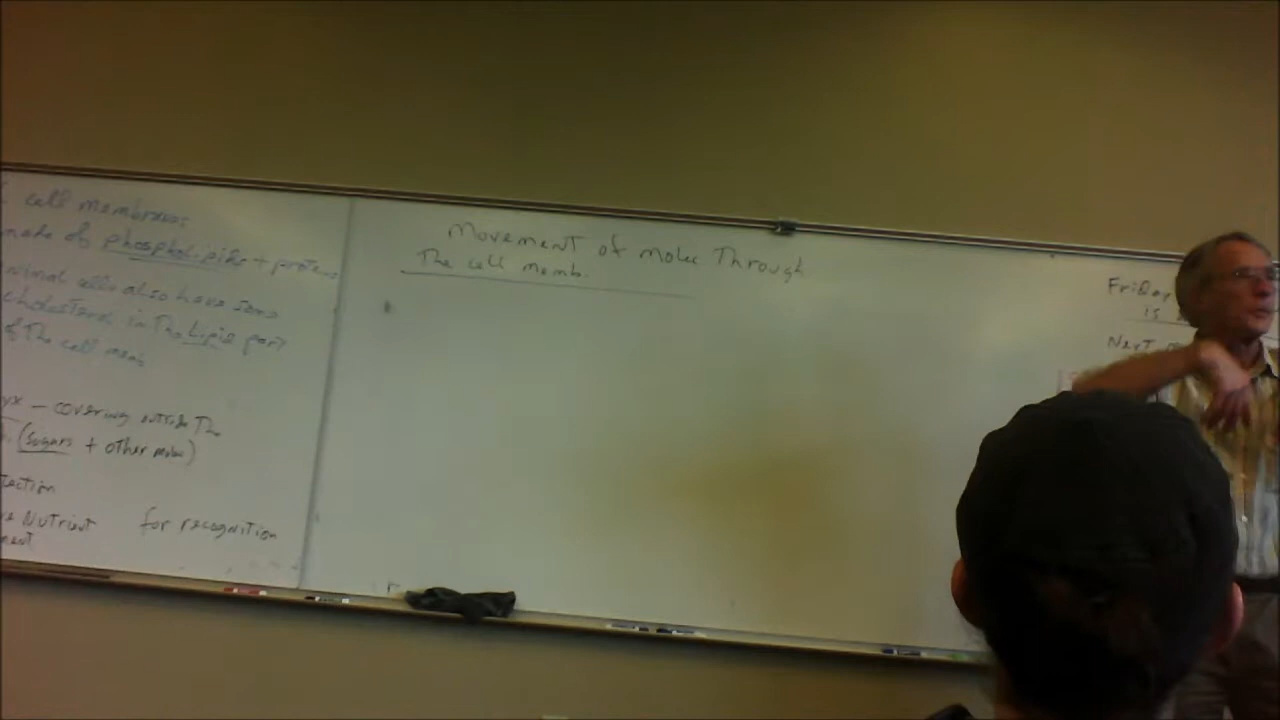 cell membranes
made of phospholipids + proteins
animal cells also have some
cholesterol in The Lipid part
of The cell mem
yx – covering outside The
(sugars + other molec)
tection
ve Nutrient for recognition
ment
Movement of molec Through
The cell memb.
Friday
is
Next